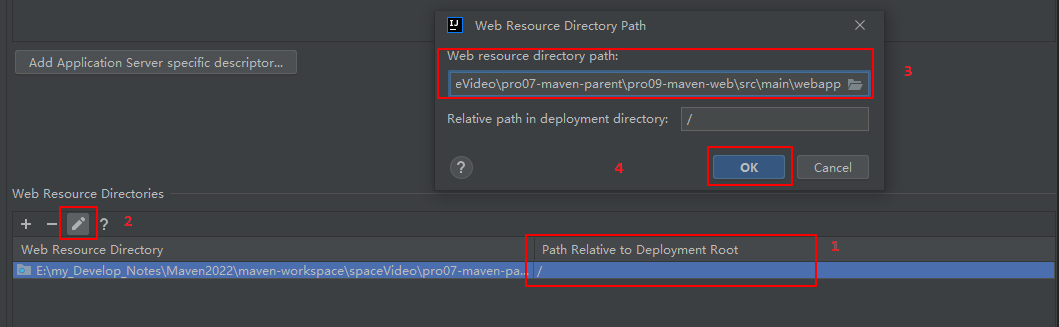 Web Resource Directory Path
Web resource directory path:
eVideo\pro07-maven-parent\pro09-maven-web\src\main\webapp
3
Relative path in deployment directory: /
? 4 OK Cancel
Add Application Server specific descriptor...
Web Resource Directories
+ − ? 2
Web Resource Directory Path Relative to Deployment Root 1
E:\my_Develop_Notes\Maven2022\maven-workspace\spaceVideo\pro07-maven-pa... /